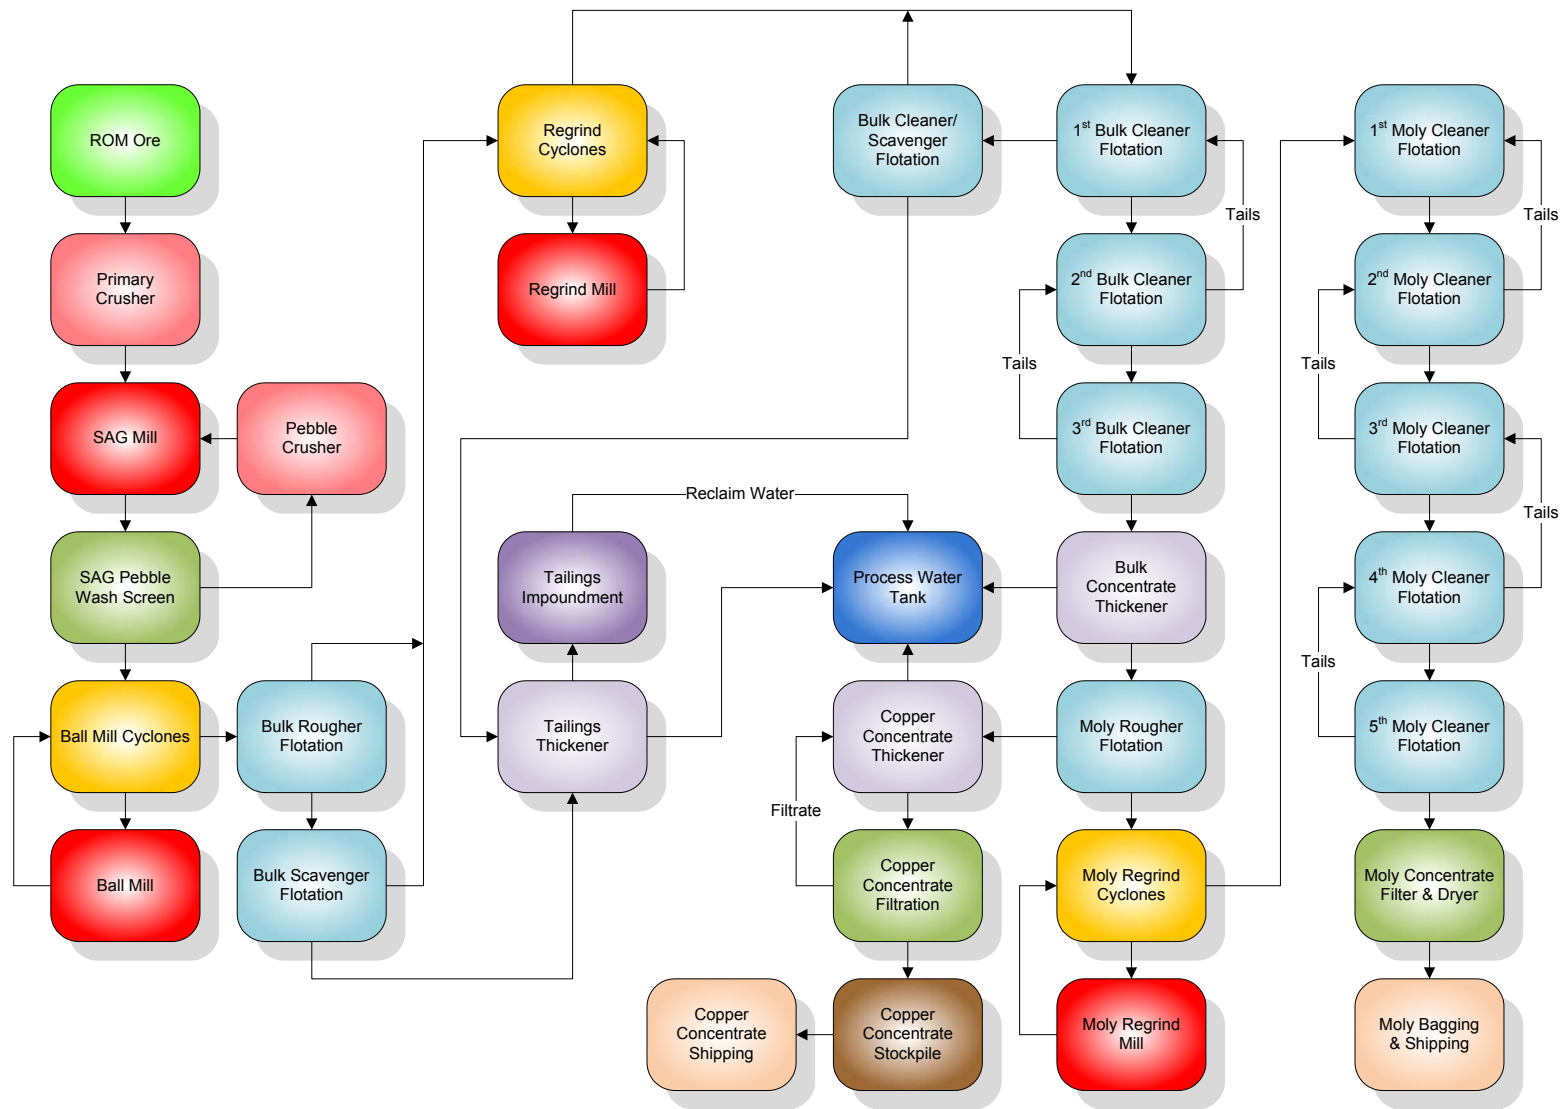 ROM Ore
Primary
Crusher
SAG Mill
Pebble
Crusher
SAG Pebble
Wash Screen
Ball Mill Cyclones
Ball Mill
Bulk Rougher
Flotation
Bulk Scavenger
Flotation
Regrind
Cyclones
Regrind Mill
Reclaim Water
Tailings
Impoundment
Tailings
Thickener
Bulk Cleaner/
Scavenger
Flotation
Process Water
Tank
Copper
Concentrate
Thickener
Filtrate
Copper
Concentrate
Filtration
Copper
Concentrate
Stockpile
Copper
Concentrate
Shipping
1st Bulk Cleaner
Flotation
Tails
2nd Bulk Cleaner
Flotation
Tails
3rd Bulk Cleaner
Flotation
Bulk
Concentrate
Thickener
Moly Rougher
Flotation
Moly Regrind
Cyclones
Moly Regrind
Mill
1st Moly Cleaner
Flotation
Tails
2nd Moly Cleaner
Flotation
Tails
3rd Moly Cleaner
Flotation
Tails
4th Moly Cleaner
Flotation
Tails
5th Moly Cleaner
Flotation
Moly Concentrate
Filter & Dryer
Moly Bagging
& Shipping